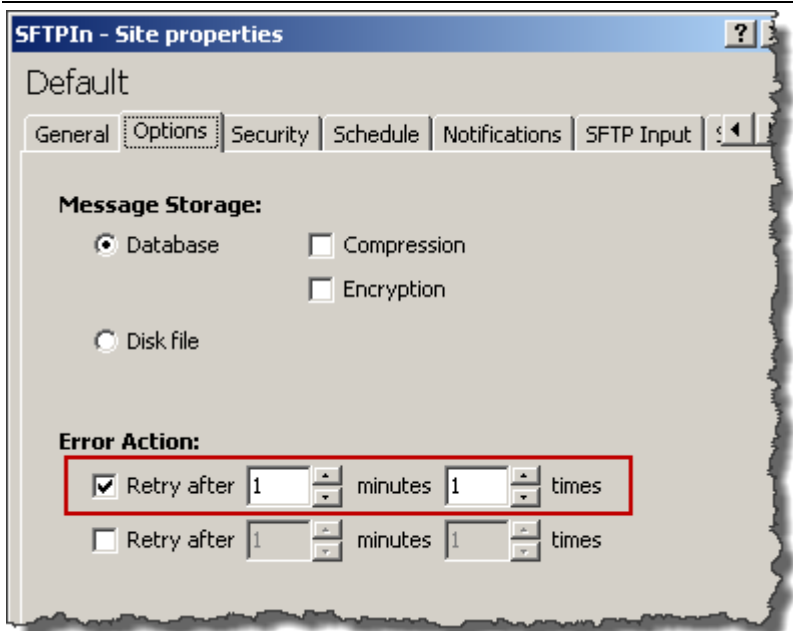 SFTPIn - Site properties ?
Default
General Options Security Schedule Notifications SFTP Input
Message Storage:
Database Compression
Encryption
Disk file
Error Action:
Retry after 1 minutes 1 times
Retry after 1 minutes 1 times